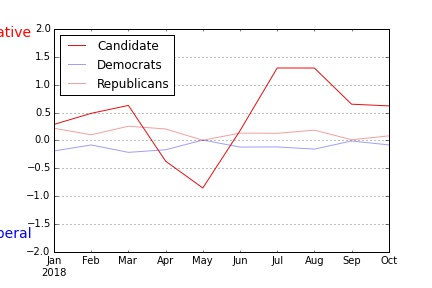 ative
2.0
Candidate
Democrats
Republicans
1.5
1.0
0.5
0.0
−0.5
−1.0
−1.5
beral
−2.0
Jan Feb Mar Apr May Jun Jul Aug Sep Oct
2018